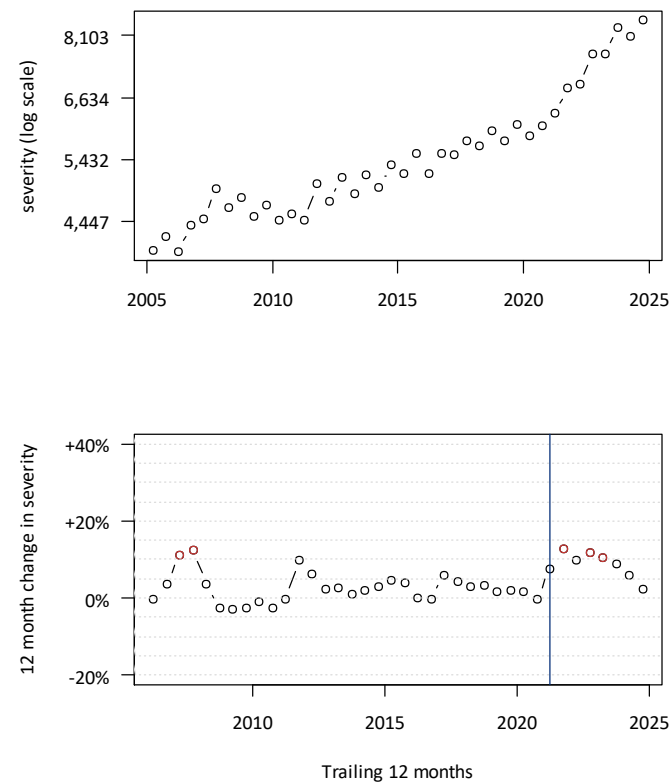 severity (log scale)
8,103
6,634
5,432
4,447
2005 2010 2015 2020 2025
12 month change in severity
+40%
+20%
0%
-20%
2010 2015 2020 2025
Trailing 12 months